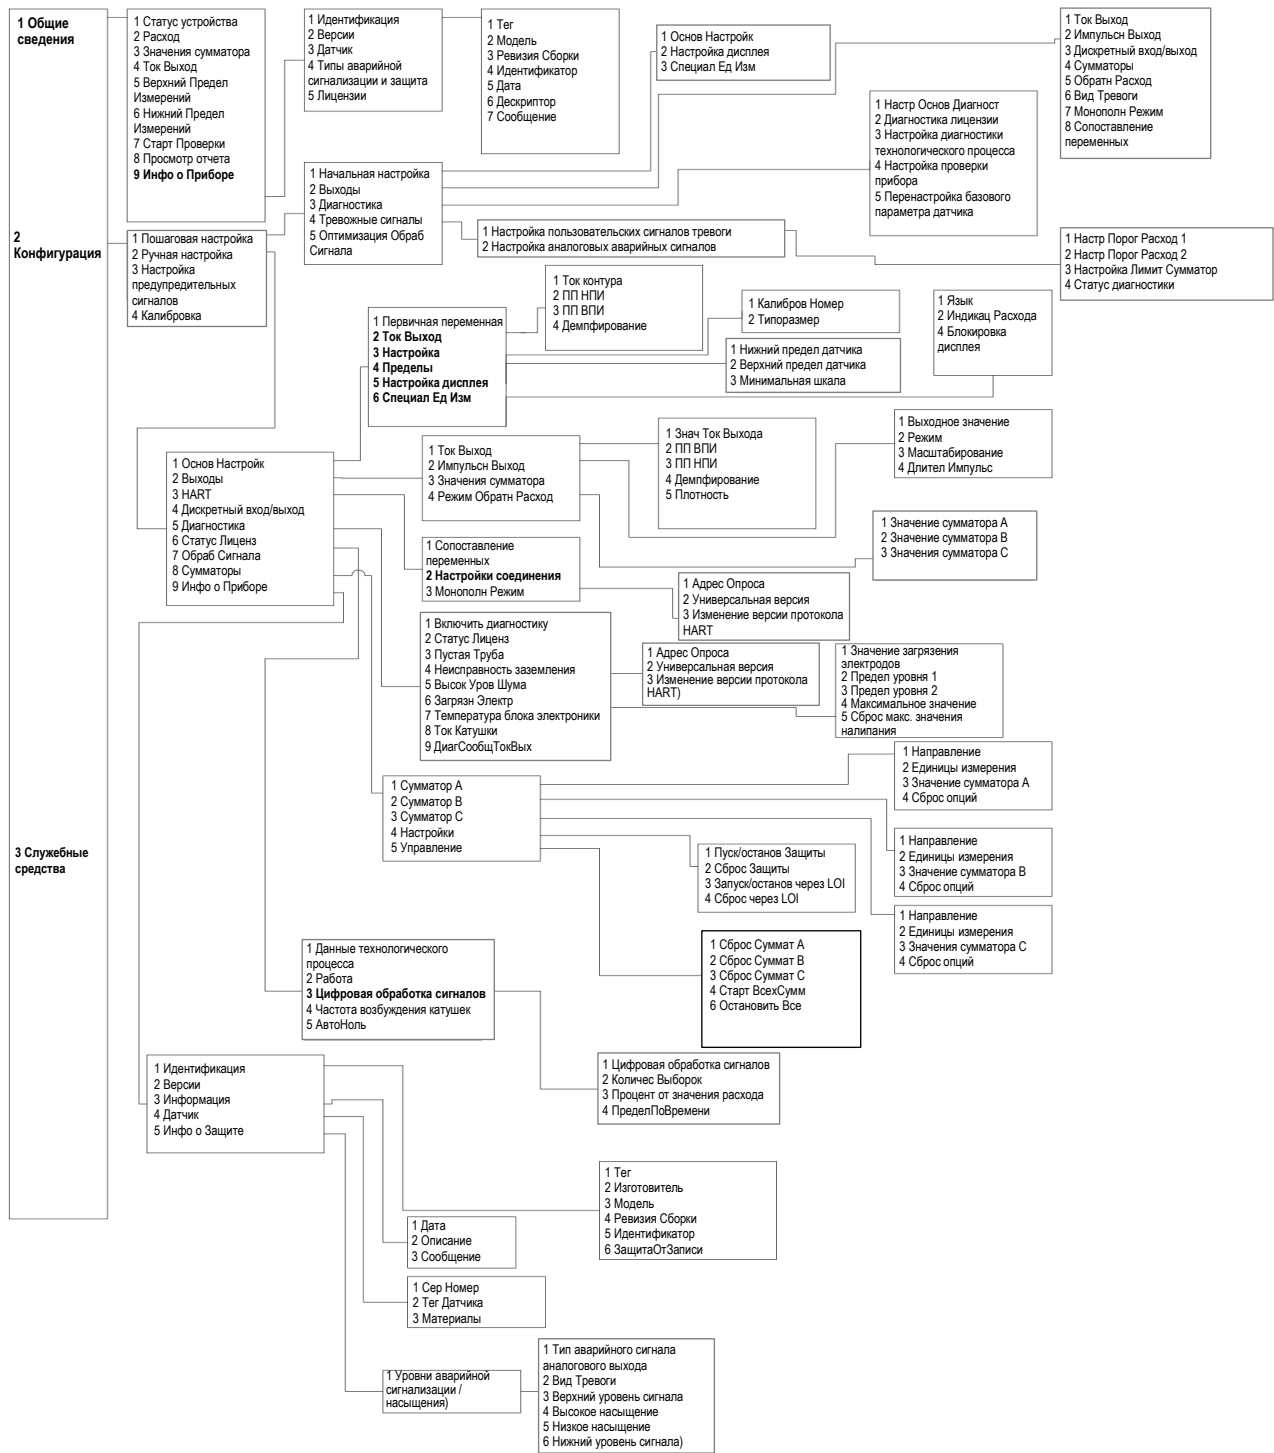 1 Общие
сведения
2
Конфигурация
3 Служебные
средства
1 Статус устройства
2 Расход
3 Значения сумматора
4 Ток Выход
5 Верхний Предел
Измерений
6 Нижний Предел
Измерений
7 Старт Проверки
8 Просмотр отчета
9 Инфо о Приборе
1 Идентификация
2 Версии
3 Датчик
4 Типы аварийной
сигнализации и защита
5 Лицензии
1 Тег
2 Модель
3 Ревизия Сборки
4 Идентификатор
5 Дата
6 Дескриптор
7 Сообщение
1 Основ Настройк
2 Настройка дисплея
3 Специал Ед Изм
1 Ток Выход
2 Импульсн Выход
3 Дискретный вход/выход
4 Сумматоры
5 Обратн Расход
6 Вид Тревоги
7 Монополн Режим
8 Сопоставление
переменных
1 Настр Основ Диагност
2 Диагностика лицензии
3 Настройка диагностики
технологического процесса
4 Настройка проверки
прибора
5 Перенастройка базового
параметра датчика
1 Начальная настройка
2 Выходы
3 Диагностика
4 Тревожные сигналы
5 Оптимизация Обраб
Сигнала
1 Пошаговая настройка
2 Ручная настройка
3 Настройка
предупредительных
сигналов
4 Калибровка
1 Настройка пользовательских сигналов тревоги
2 Настройка аналоговых аварийных сигналов
1 Настр Порог Расход 1
2 Настр Порог Расход 2
3 Настройка Лимит Сумматор
4 Статус диагностики
1 Ток контура
2 ПП НПИ
3 ПП ВПИ
4 Демпфирование
1 Калибров Номер
2 Типоразмер
1 Язык
2 Индикац Расхода
4 Блокировка
дисплея
1 Первичная переменная
2 Ток Выход
3 Настройка
4 Пределы
5 Настройка дисплея
6 Специал Ед Изм
1 Нижний предел датчика
2 Верхний предел датчика
3 Минимальная шкала
1 Основ Настройк
2 Выходы
3 HART
4 Дискретный вход/выход
5 Диагностика
6 Статус Лиценз
7 Обраб Сигнала
8 Сумматоры
9 Инфо о Приборе
1 Ток Выход
2 Импульсн Выход
3 Значения сумматора
4 Режим Обратн Расход
1 Знач Ток Выхода
2 ПП ВПИ
3 ПП НПИ
4 Демпфирование
5 Плотность
1 Выходное значение
2 Режим
3 Масштабирование
4 Длител Импульс
1 Значение сумматора A
2 Значение сумматора B
3 Значения сумматора C
1 Сопоставление
переменных
2 Настройки соединения
3 Монополн Режим
1 Адрес Опроса
2 Универсальная версия
3 Изменение версии протокола
HART
1 Включить диагностику
2 Статус Лиценз
3 Пустая Труба
4 Неисправность заземления
5 Высок Уров Шума
6 Загрязн Электр
7 Температура блока электроники
8 Ток Катушки
9 ДиагСообщТокВых
1 Адрес Опроса
2 Универсальная версия
3 Изменение версии протокола
HART)
1 Значение загрязения
электродов
2 Предел уровня 1
3 Предел уровня 2
4 Максимальное значение
5 Сброс макс. значения
налипания
1 Сумматор A
2 Сумматор B
3 Сумматор C
4 Настройки
5 Управление
1 Направление
2 Единицы измерения
3 Значение сумматора A
4 Сброс опций
1 Направление
2 Единицы измерения
3 Значение сумматора B
4 Сброс опций
1 Пуск/останов Защиты
2 Сброс Защиты
3 Запуск/останов через LOI
4 Сброс через LOI
1 Направление
2 Единицы измерения
3 Значения сумматора C
4 Сброс опций
1 Сброс Суммат A
2 Сброс Суммат B
3 Сброс Суммат C
4 Старт ВсехСумм
6 Остановить Все
1 Данные технологического
процесса
2 Работа
3 Цифровая обработка сигналов
4 Частота возбуждения катушек
5 АвтоНоль
1 Цифровая обработка сигналов
2 Количес Выборок
3 Процент от значения расхода
4 ПределПоВремени
1 Идентификация
2 Версии
3 Информация
4 Датчик
5 Инфо о Защите
1 Тег
2 Изготовитель
3 Модель
4 Ревизия Сборки
5 Идентификатор
6 ЗащитаОтЗаписи
1 Дата
2 Описание
3 Сообщение
1 Сер Номер
2 Тег Датчика
3 Материалы
1 Уровни аварийной
сигнализации /
насыщения)
1 Тип аварийного сигнала
аналогового выхода
2 Вид Тревоги
3 Верхний уровень сигнала
4 Высокое насыщение
5 Низкое насыщение
6 Нижний уровень сигнала)